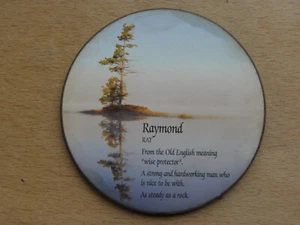 Raymond
RAY
From the Old English meaning
"wise protector".
A strong and hardworking man who
is nice to be with.
As steady as a rock.